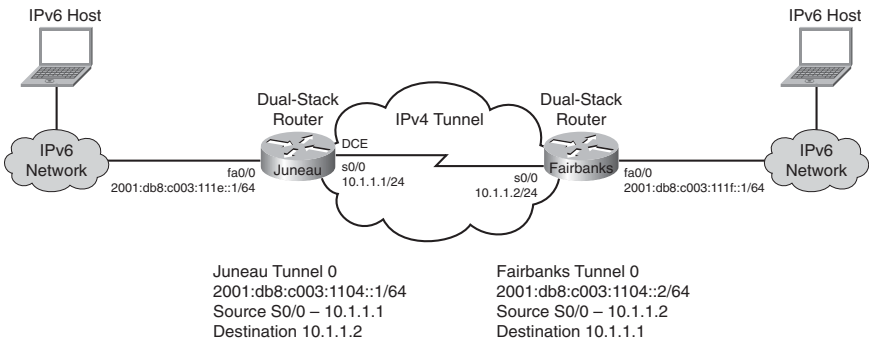 IPv6 Host
IPv6 Host
Dual-Stack
Router
IPv4 Tunnel
Dual-Stack
Router
IPv6
Network
DCE
Juneau
fa0/0
2001:db8:c003:111e::1/64
s0/0
10.1.1.1/24
s0/0
10.1.1.2/24
Fairbanks
fa0/0
2001:db8:c003:111f::1/64
IPv6
Network
Juneau Tunnel 0
2001:db8:c003:1104::1/64
Source S0/0 – 10.1.1.1
Destination 10.1.1.2
Fairbanks Tunnel 0
2001:db8:c003:1104::2/64
Source S0/0 – 10.1.1.2
Destination 10.1.1.1